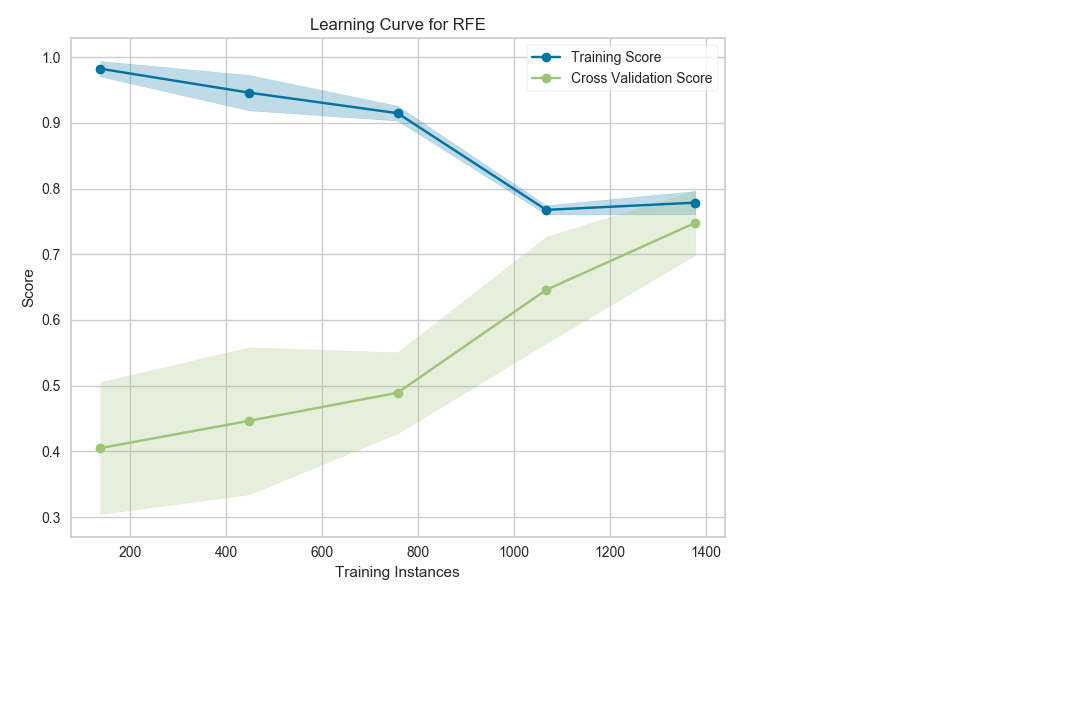 Learning Curve for RFE
Training Score
Cross Validation Score
1.0
0.9
0.8
0.7
0.6
0.5
0.4
0.3
Score
200 400 600 800 1000 1200 1400
Training Instances